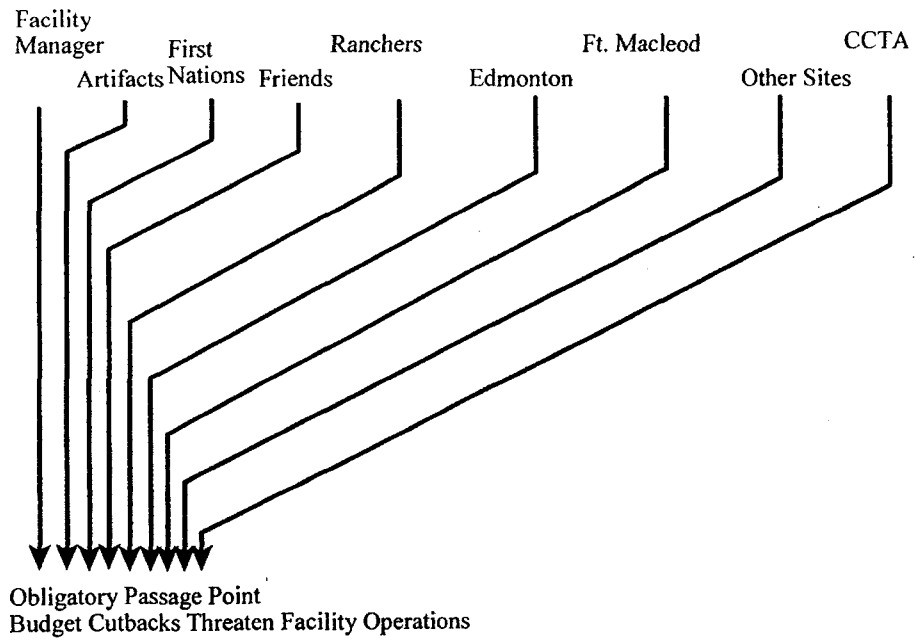 Facility
Manager
Artifacts
First
Nations
Friends
Ranchers
Edmonton
Ft. Macleod
Other Sites
CCTA
Obligatory Passage Point
Budget Cutbacks Threaten Facility Operations